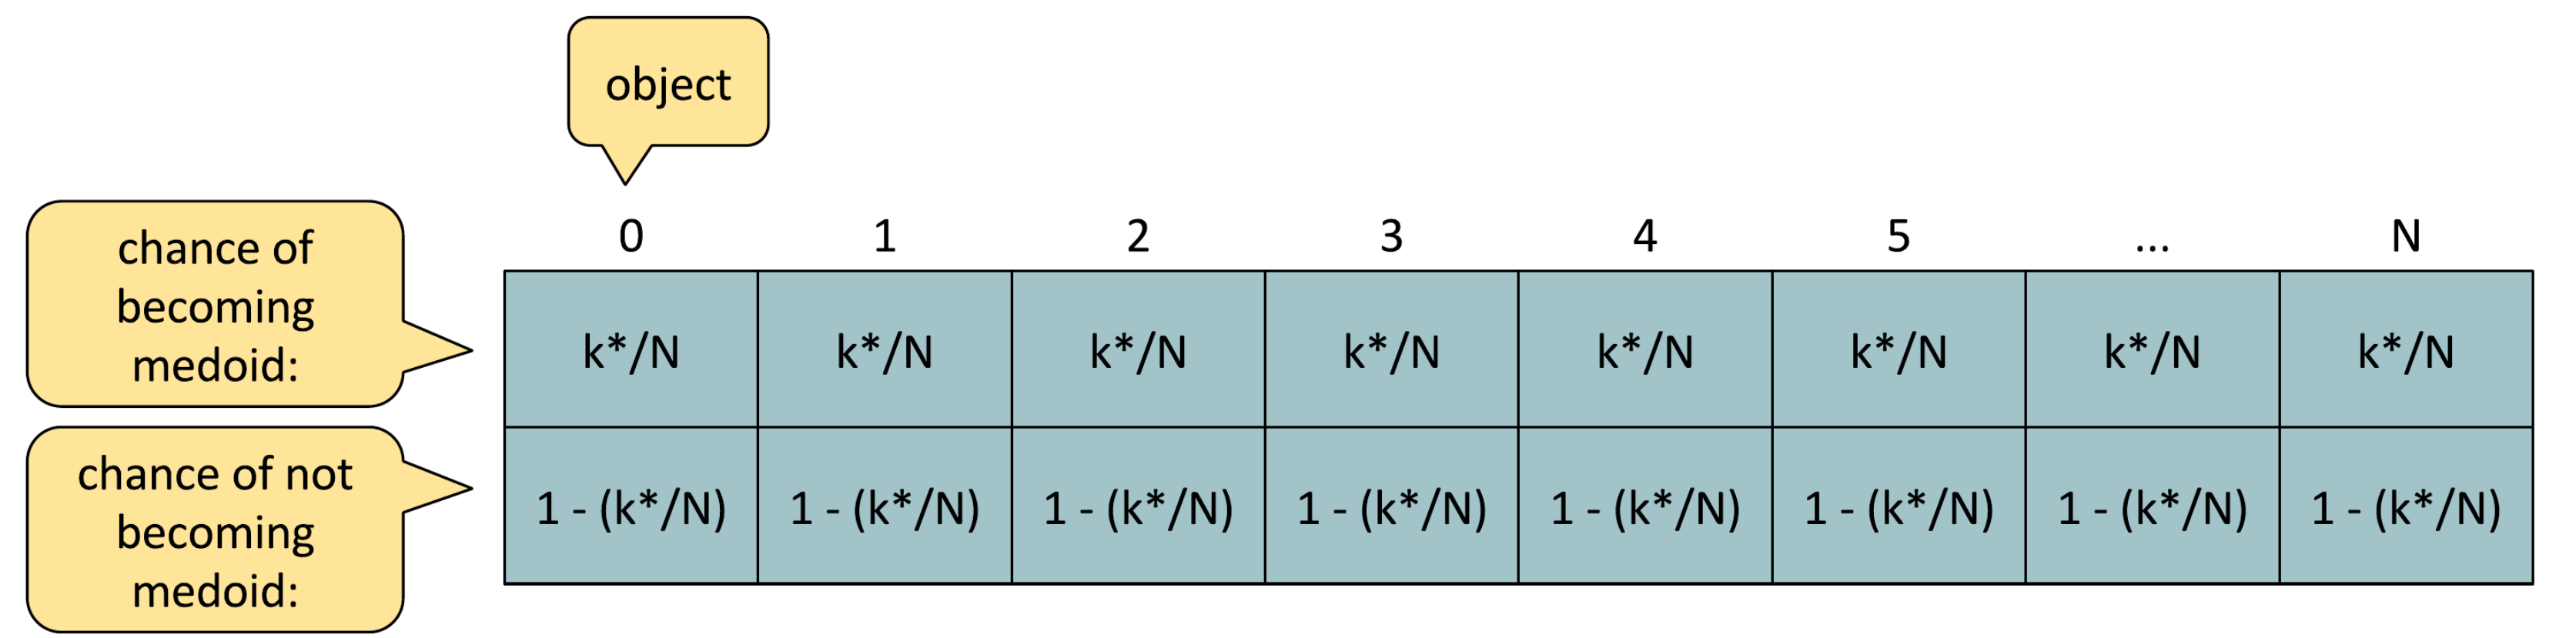 object
0 1 2 3 4 5 ... N
chance of
becoming
medoid:
k*/N k*/N k*/N k*/N k*/N k*/N k*/N k*/N
chance of not
becoming
medoid:
1 - (k*/N) 1 - (k*/N) 1 - (k*/N) 1 - (k*/N) 1 - (k*/N) 1 - (k*/N) 1 - (k*/N) 1 - (k*/N)